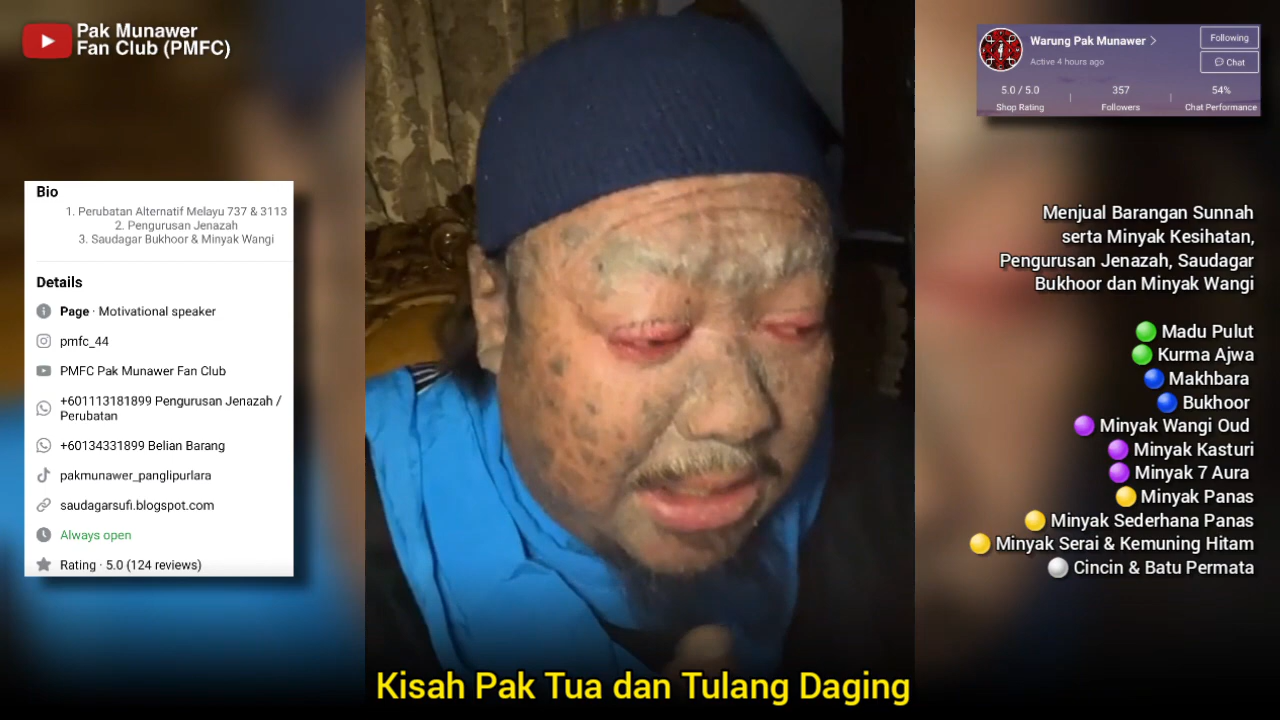 Pak Munawer
Fan Club (PMFC)
Bio
1. Perubatan Alternatif Melayu 737 & 3113
2. Pengurusan Jenazah
3. Saudagar Bukhoor & Minyak Wangi
Details
Page · Motivational speaker
pmfc_44
PMFC Pak Munawer Fan Club
+601113181899 Pengurusan Jenazah /
Perubatan
+60134331899 Belian Barang
pakmunawer_panglipurlara
saudagarsufi.blogspot.com
Always open
Rating · 5.0 (124 reviews)
Kisah Pak Tua dan Tulang Daging
Warung Pak Munawer >
Following
Active 4 hours ago
Chat
5.0 / 5.0 357 54%
Shop Rating Followers Chat Performance
Menjual Barangan Sunnah
serta Minyak Kesihatan,
Pengurusan Jenazah, Saudagar
Bukhoor dan Minyak Wangi
Madu Pulut
Kurma Ajwa
Makhbara
Bukhoor
Minyak Wangi Oud
Minyak Kasturi
Minyak 7 Aura
Minyak Panas
Minyak Sederhana Panas
Minyak Serai & Kemuning Hitam
Cincin & Batu Permata